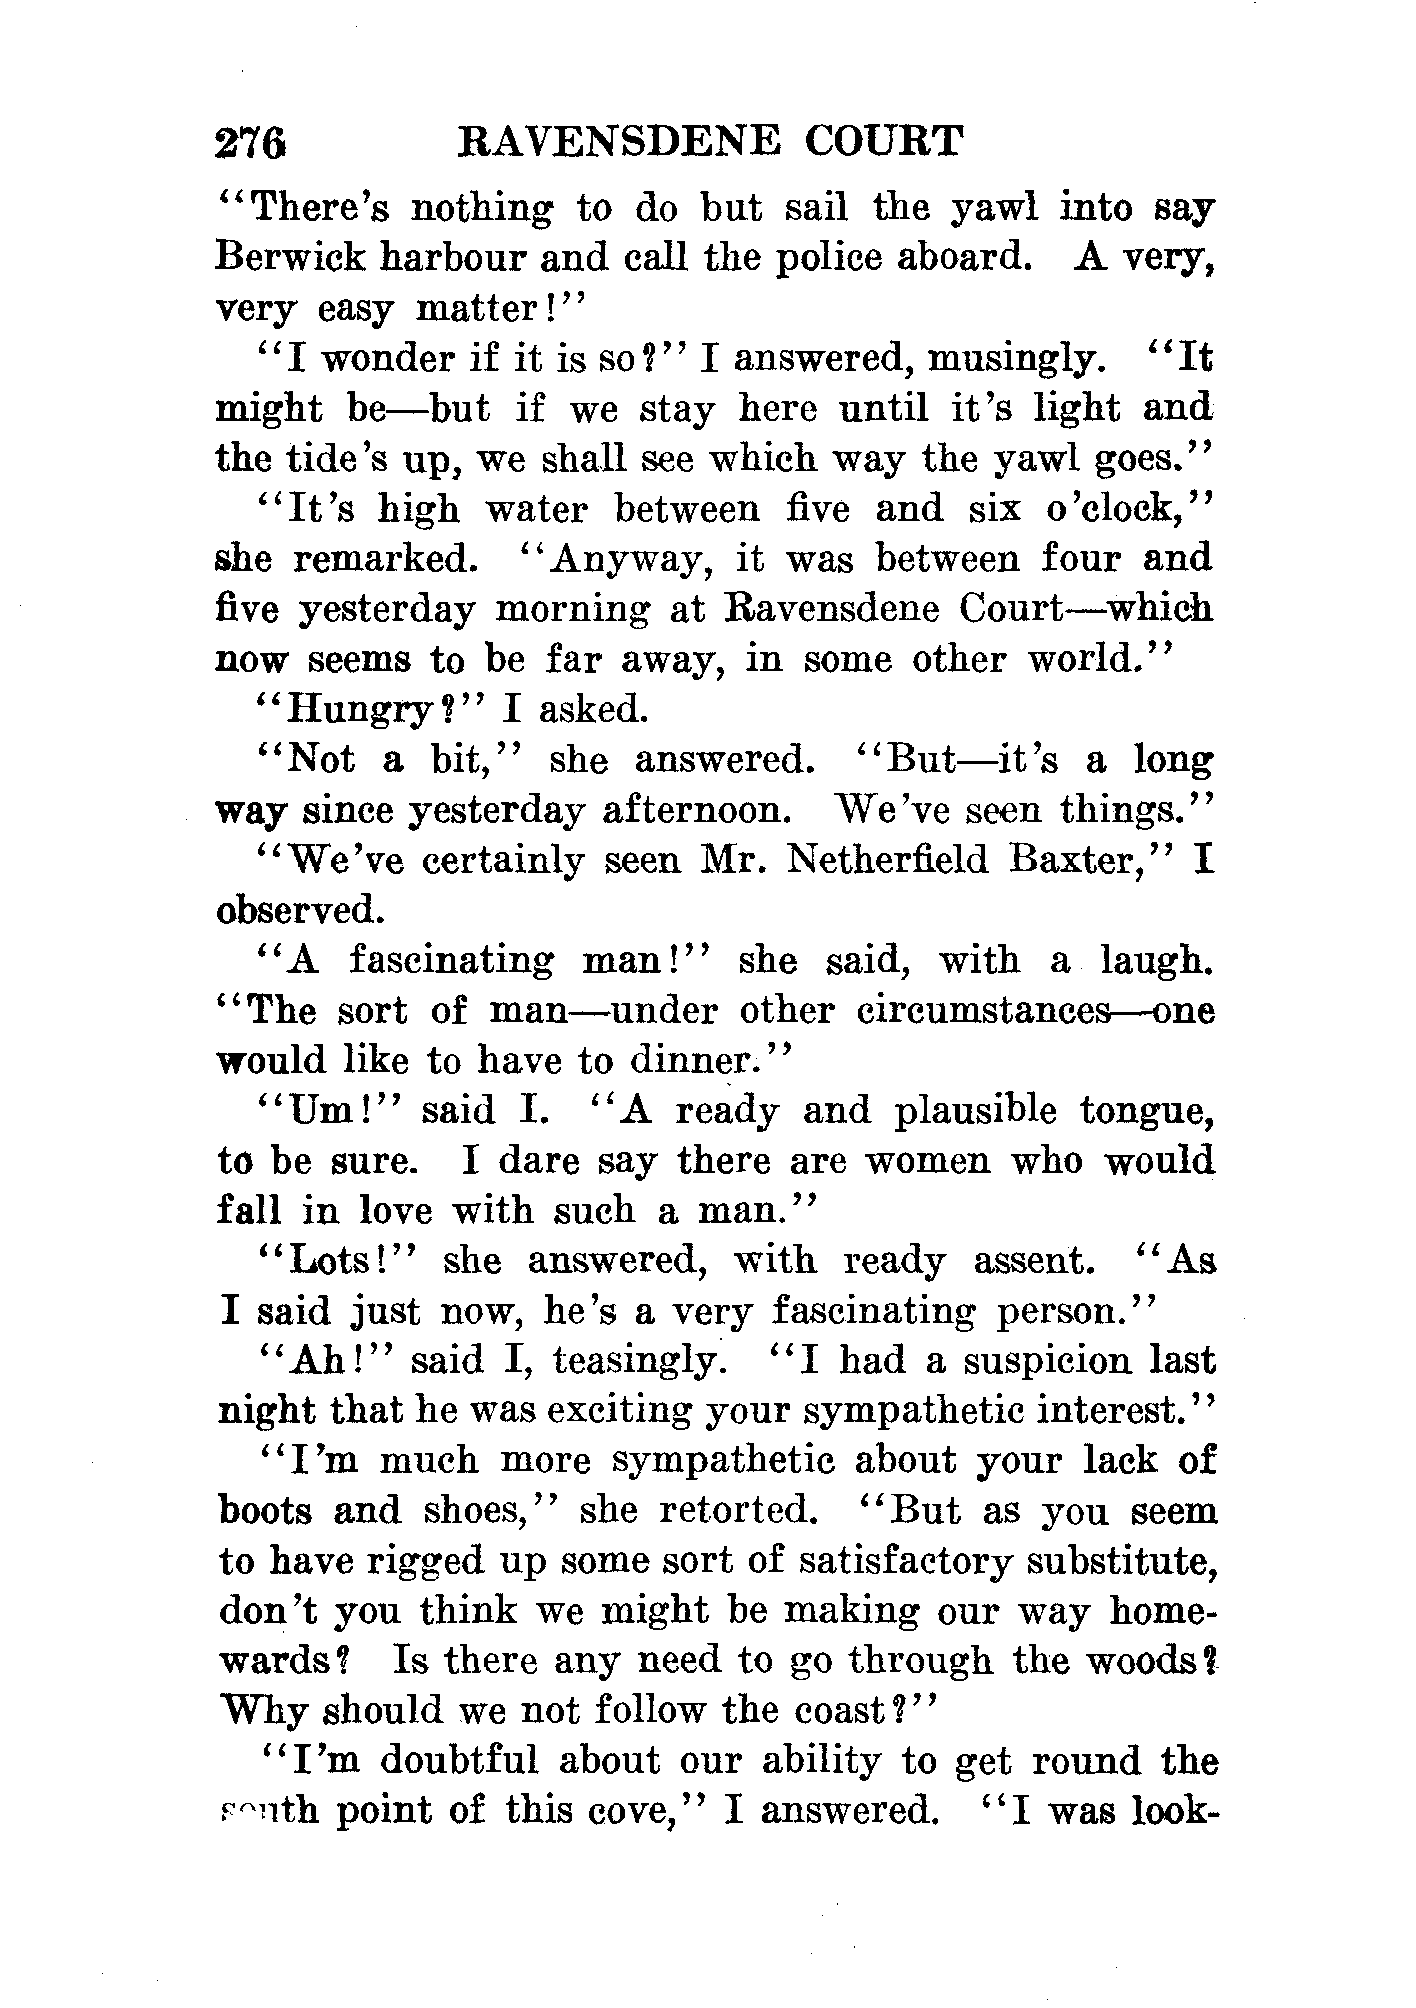 276 RAVENSDENE COURT
"There's nothing to do but sail the yawl into say
Berwick harbour and call the police aboard. A very,
very easy matter!"
"I wonder if it is so?" I answered, musingly. "It
might be—but if we stay here until it's light and
the tide's up, we shall see which way the yawl goes."
"It's high water between five and six o'clock,"
she remarked. "Anyway, it was between four and
five yesterday morning at Ravensdene Court—which
now seems to be far away, in some other world."
"Hungry?" I asked.
"Not a bit," she answered. "But—it's a long
way since yesterday afternoon. We've seen things."
"We've certainly seen Mr. Netherfield Baxter," I
observed.
"A fascinating man!" she said, with a laugh.
"The sort of man—under other circumstances—one
would like to have to dinner."
"Um!" said I. "A ready and plausible tongue,
to be sure. I dare say there are women who would
fall in love with such a man."
"Lots!" she answered, with ready assent. "As
I said just now, he's a very fascinating person."
"Ah!" said I, teasingly. "I had a suspicion last
night that he was exciting your sympathetic interest."
"I'm much more sympathetic about your lack of
boots and shoes," she retorted. "But as you seem
to have rigged up some sort of satisfactory substitute,
don't you think we might be making our way home-
wards? Is there any need to go through the woods?
Why should we not follow the coast?"
"I'm doubtful about our ability to get round the
south point of this cove," I answered. "I was look-